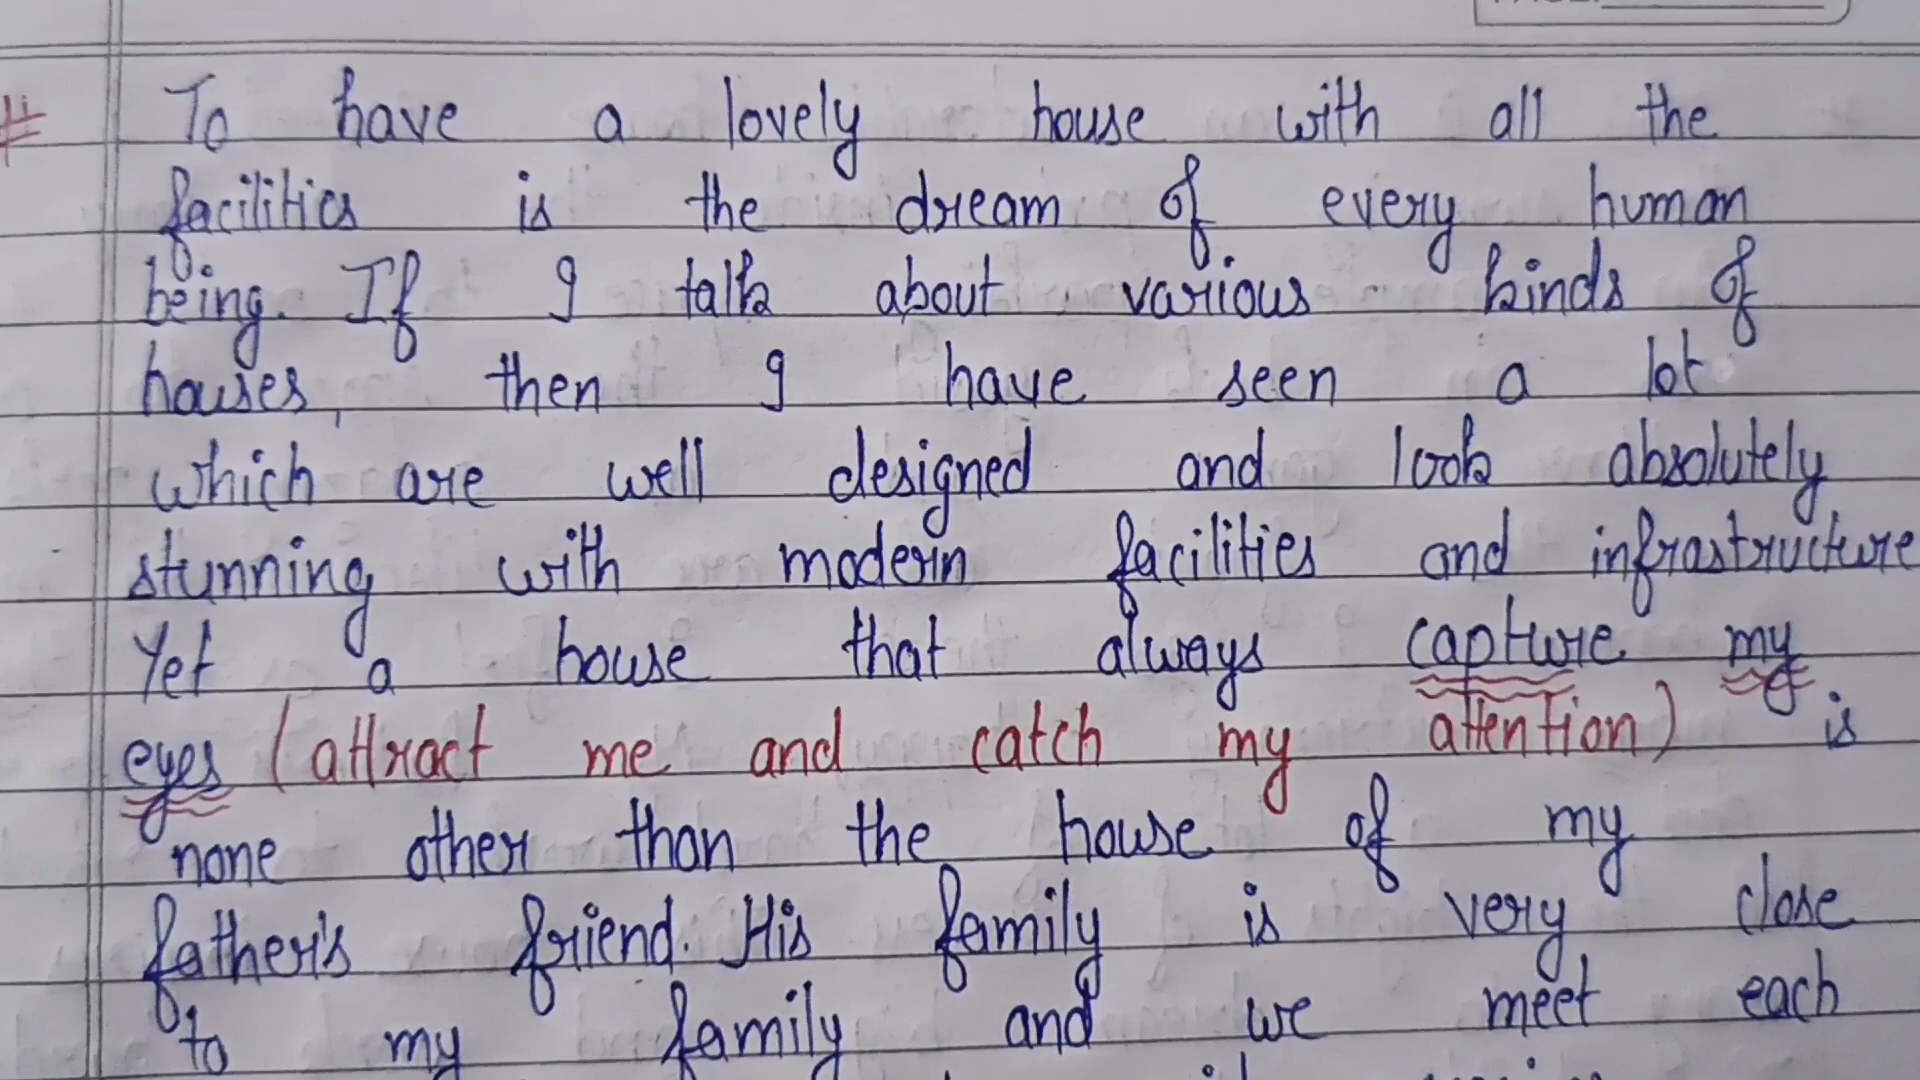 # To have a lovely house with all the
facilities is the dream of every human
being. If I talk about various kinds of
houses, then I have seen a lot
which are well designed and look absolutely
stunning with modern facilities and infrastructure
Yet a house that always capture my
eyes (attract me and catch my attention) is
none other than the house of my
father's friend. His family is very close
to my family and we meet each